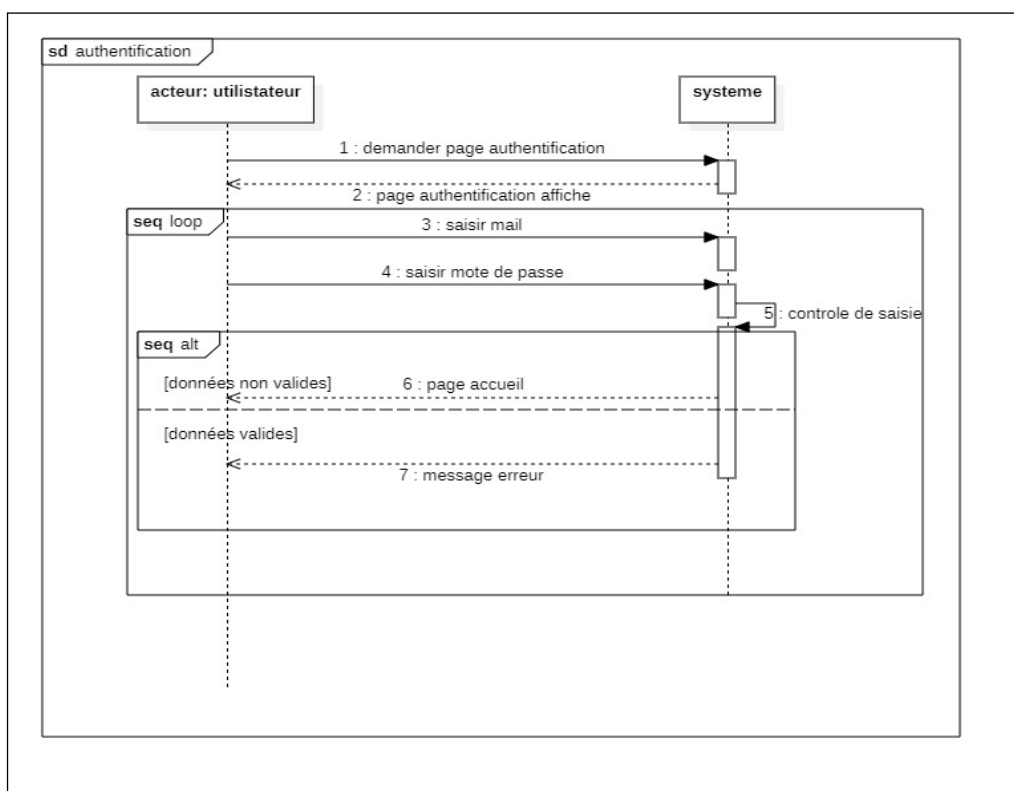 sd authentification
acteur: utilistateur
systeme
1 : demander page authentification
2 : page authentification affiche
seq loop
3 : saisir mail
4 : saisir mote de passe
5 : controle de saisie
seq alt
[données non valides]
6 : page accueil
[données valides]
7 : message erreur